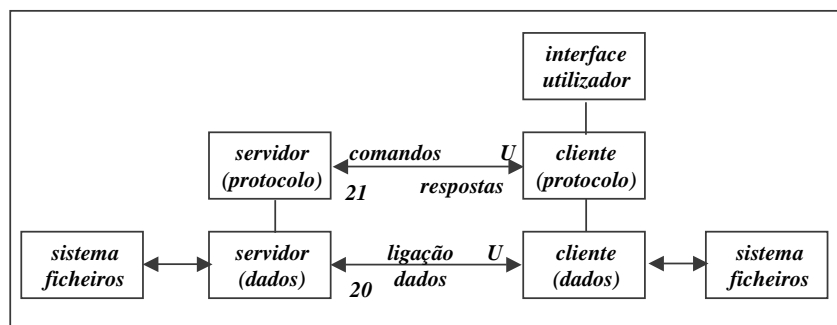 interface
utilizador
servidor
(protocolo)
comandos U
21 respostas
cliente
(protocolo)
sistema
ficheiros
servidor
(dados)
ligação U
20 dados
cliente
(dados)
sistema
ficheiros